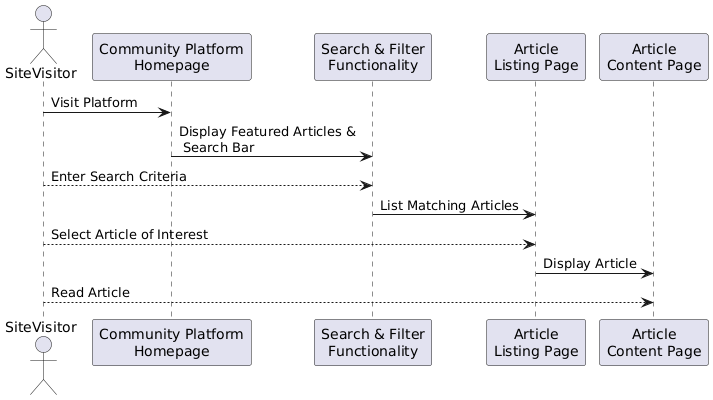 SiteVisitor
Community Platform
Homepage
Search & Filter
Functionality
Article
Listing Page
Article
Content Page
Visit Platform
Display Featured Articles &
Search Bar
Enter Search Criteria
List Matching Articles
Select Article of Interest
Display Article
Read Article
SiteVisitor
Community Platform
Homepage
Search & Filter
Functionality
Article
Listing Page
Article
Content Page